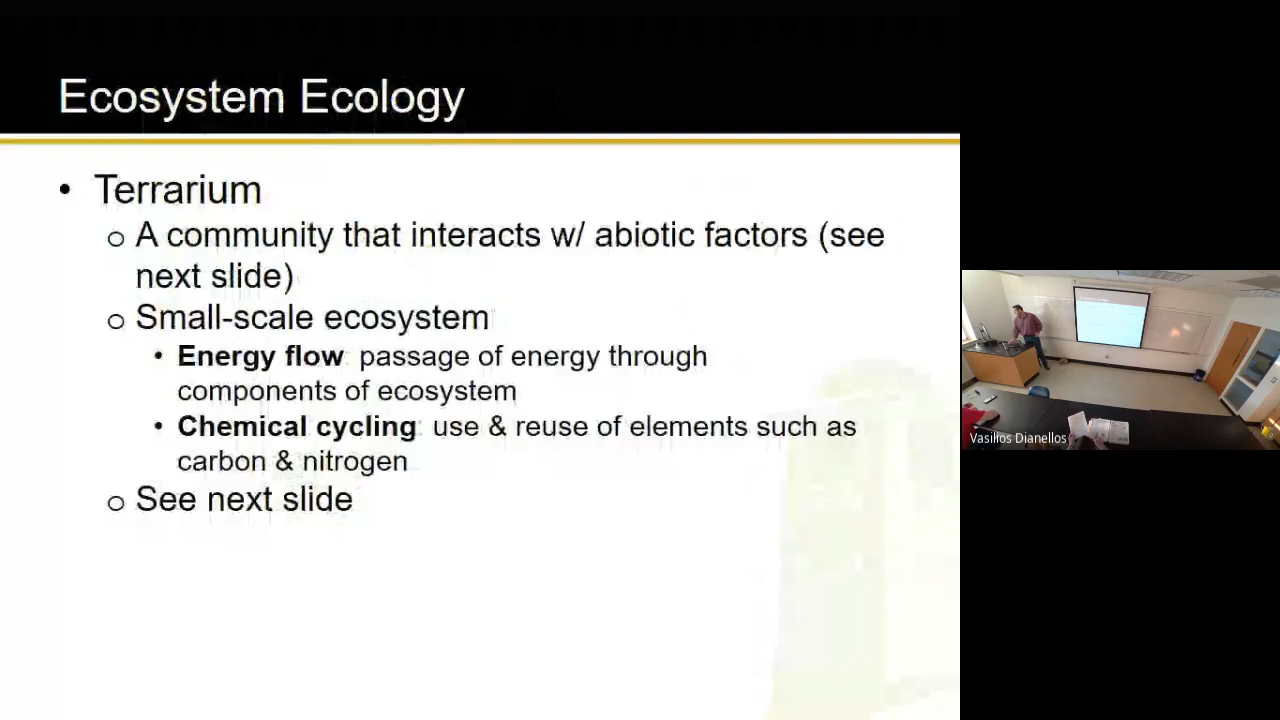 Ecosystem Ecology
• Terrarium
o A community that interacts w/ abiotic factors (see
next slide)
o Small-scale ecosystem
• Energy flow: passage of energy through
components of ecosystem
• Chemical cycling: use & reuse of elements such as
carbon & nitrogen
o See next slide
Vasilios Dianellos